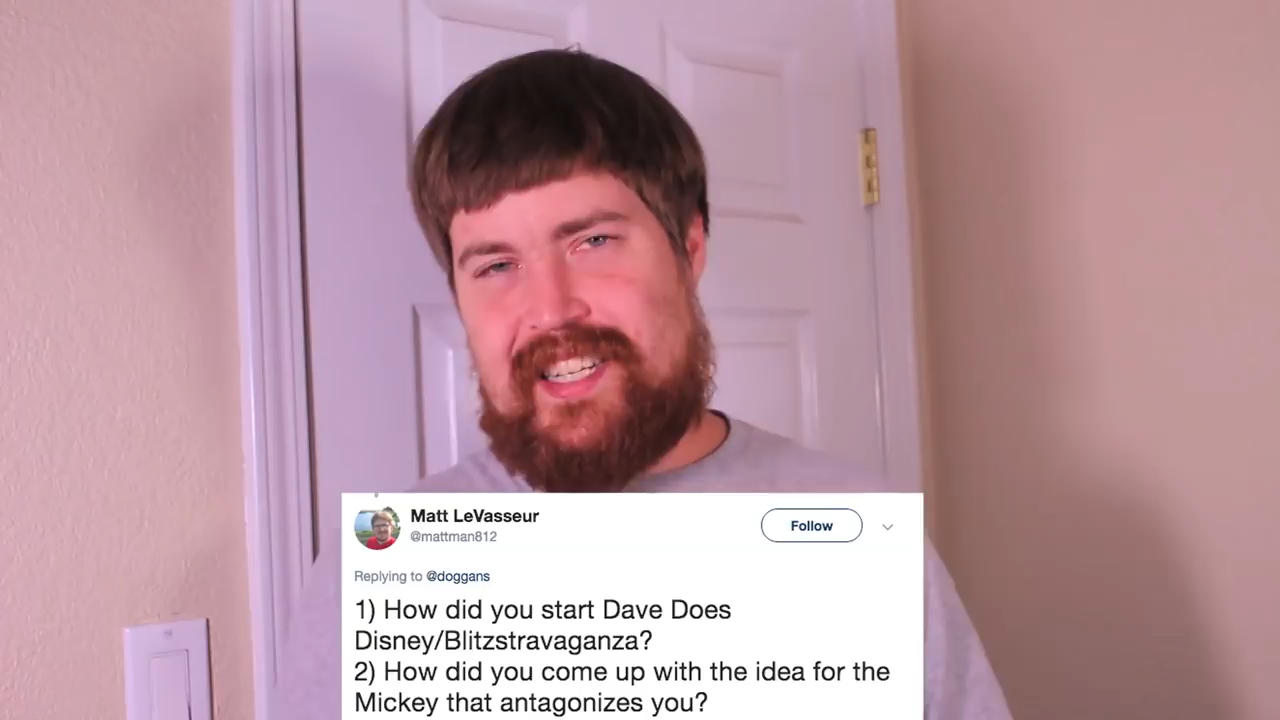 Matt LeVasseur
@mattman812
Follow
Replying to @doggans
1) How did you start Dave Does
Disney/Blitzstravaganza?
2) How did you come up with the idea for the
Mickey that antagonizes you?